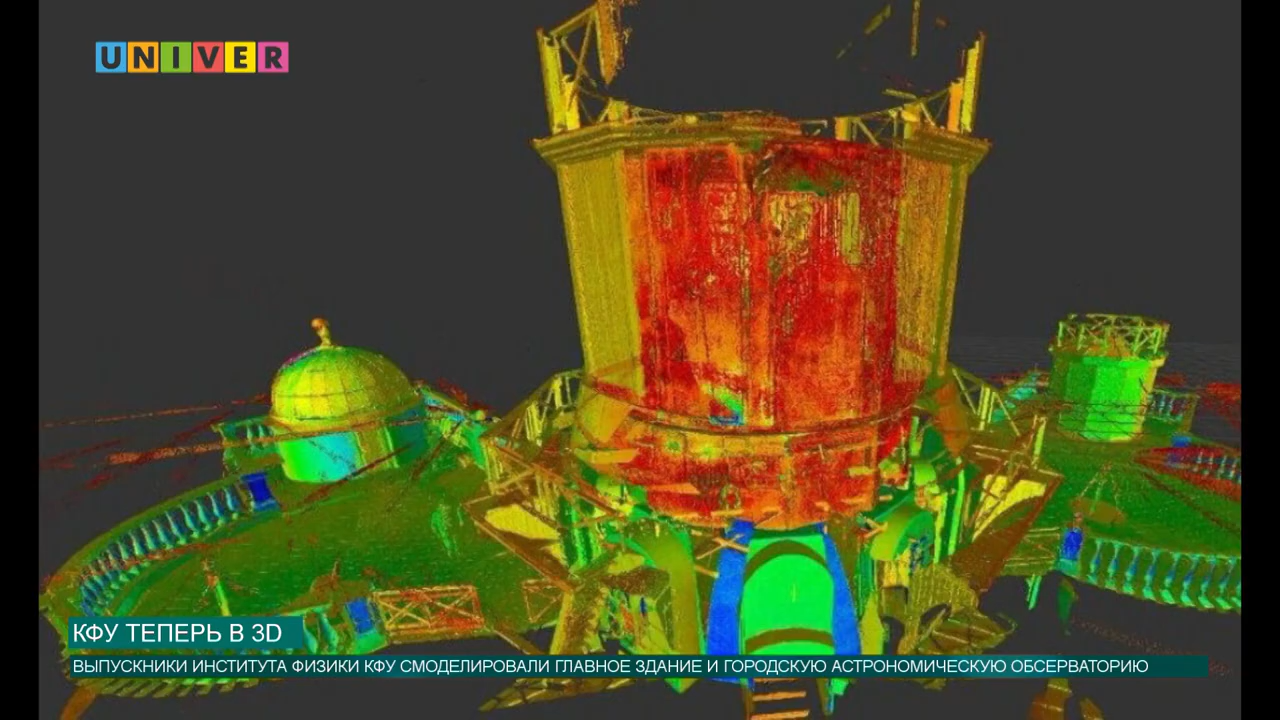 UNIVER
КФУ ТЕПЕРЬ В 3D
ВЫПУСКНИКИ ИНСТИТУТА ФИЗИКИ КФУ СМОДЕЛИРОВАЛИ ГЛАВНОЕ ЗДАНИЕ И ГОРОДСКУЮ АСТРОНОМИЧЕСКУЮ ОБСЕРВАТОРИЮ